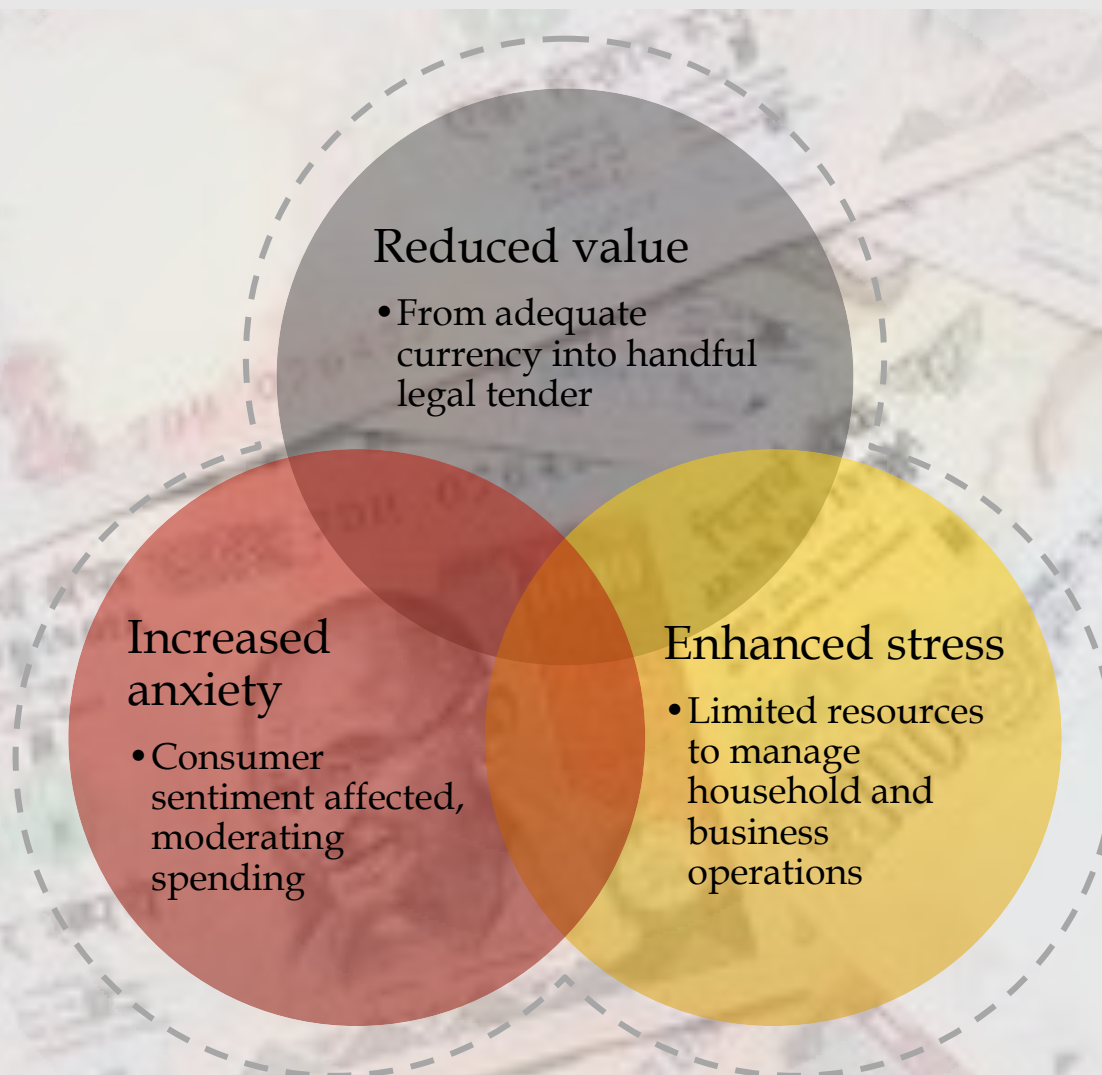 Reduced value
•From adequate
currency into handful
legal tender
Increased
anxiety
•Consumer
sentiment affected,
moderating
spending
Enhanced stress
•Limited resources
to manage
household and
business
operations